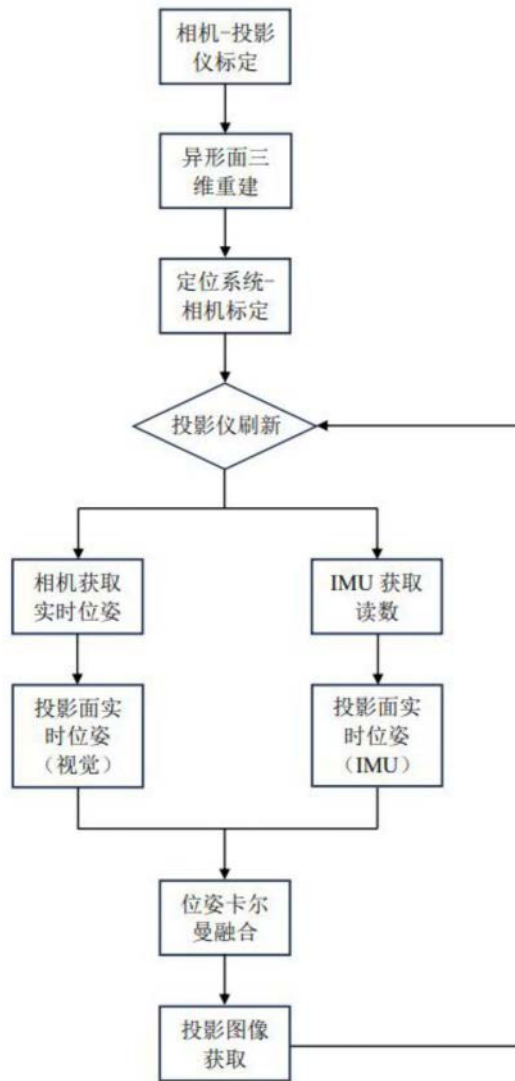 相机-投影
仪标定
异形面三
维重建
定位系统-
相机标定
投影仪刷新
相机获取
实时位姿
IMU 获取
读数
投影面实
时位姿
（视觉）
投影面实
时位姿
（IMU）
位姿卡尔
曼融合
投影图像
获取